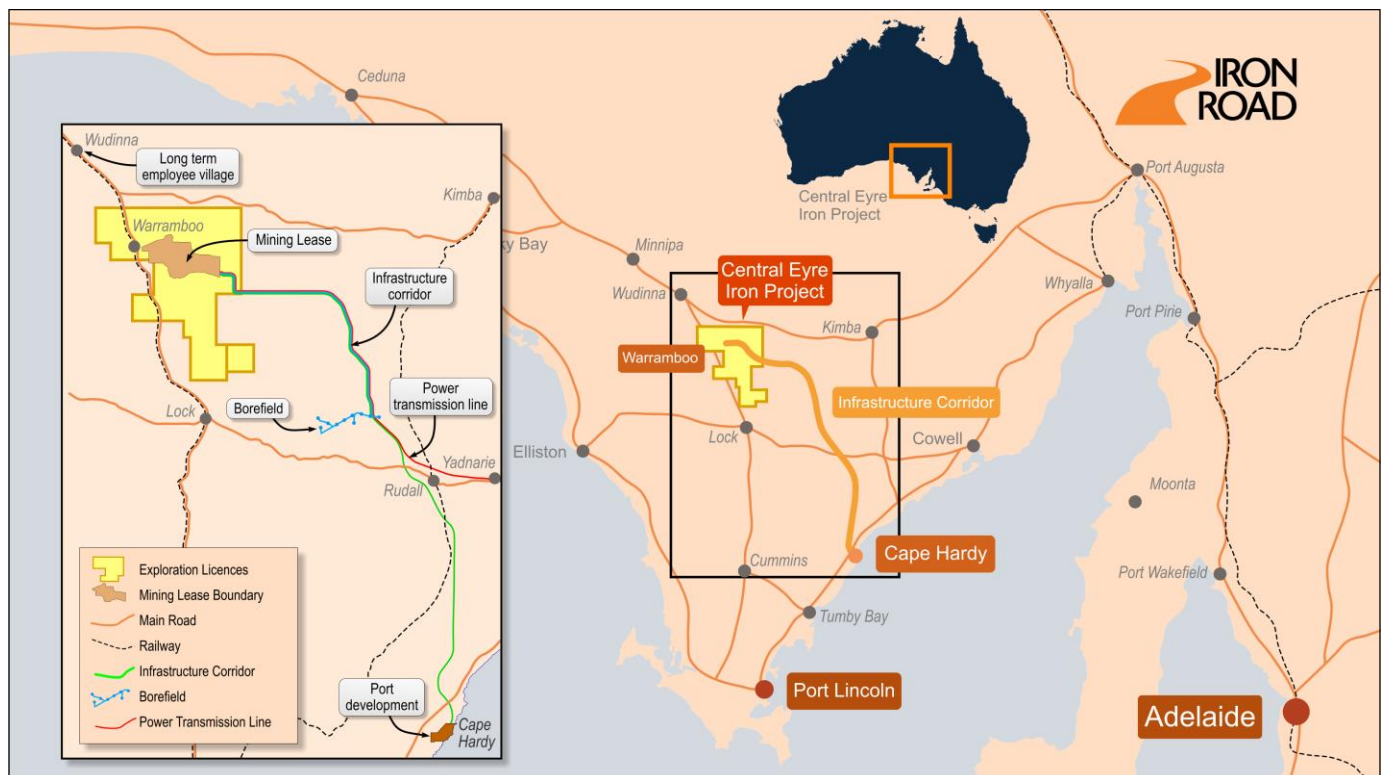 Ceduna
IRON
ROAD
Port Augusta
Central Eyre
Iron Project
ky Bay
Minnipa
Wudinna
Central Eyre
Iron Project
Whyalla
Kimba
Port Pirie
Warramboo
Infrastructure Corridor
Lock
Cowell
Elliston
Moonta
Cape Hardy
Cummins
Port Wakefield
Tumby Bay
Port Lincoln
Adelaide
Wudinna
Long term
employee village
Kimba
Warramboo
Mining Lease
Infrastructure
corridor
Power
transmission line
Borefield
Lock
Yadnarie
Rudall
Exploration Licences
Mining Lease Boundary
Main Road
Railway
Infrastructure Corridor
Borefield
Power Transmission Line
Port
development
Cape
Hardy